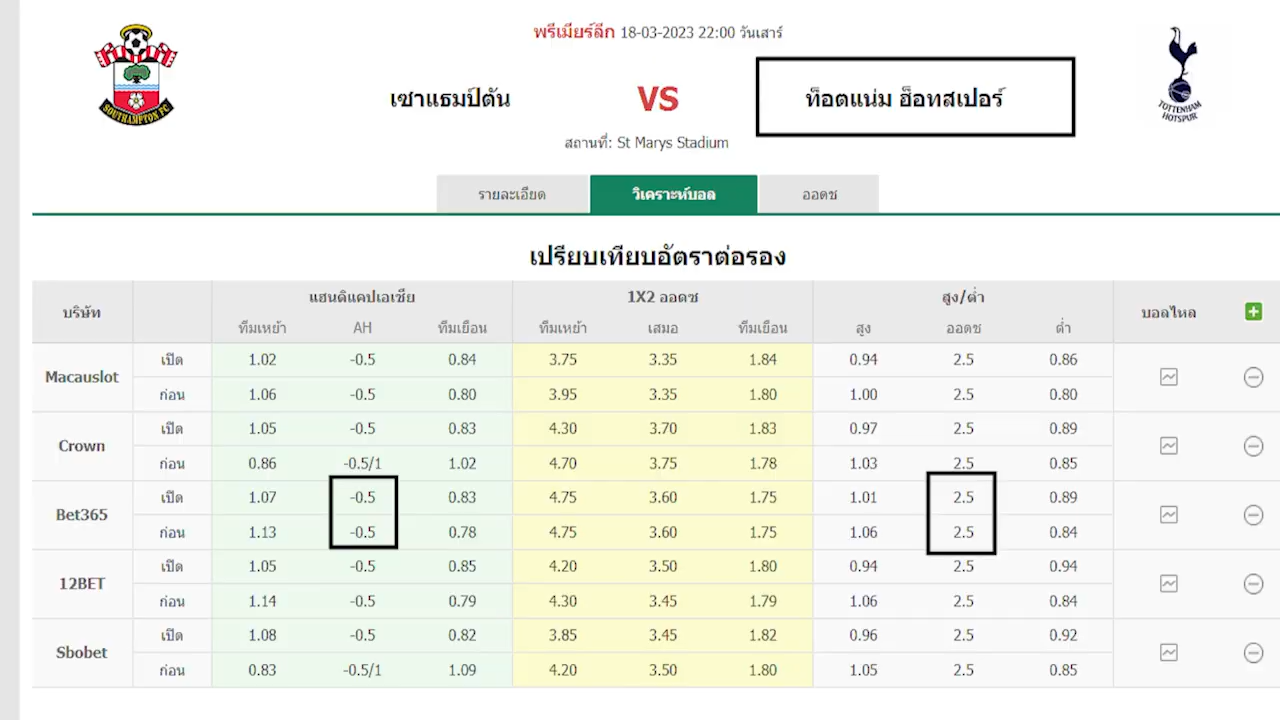 พรีเมียร์ลีก 18-03-2023 22:00 วันเสาร์
SOUTHAMPTON FC
เซาแธมป์ตัน VS ท็อตแน่ม ฮ็อทสเปอร์
TOTTENHAM
HOTSPUR
สถานที่: St Marys Stadium
รายละเอียด วิเคราะห์บอล ออดซ
เปรียบเทียบอัตราต่อรอง
บริษัท แฮนดิแคปเอเชีย 1X2 ออดซ สูง/ต่ำ บอลไหล
ทีมเหย้า AH ทีมเยือน ทีมเหย้า เสมอ ทีมเยือน สูง ออดซ ต่ำ
Macauslot
เปิด 1.02 -0.5 0.84 3.75 3.35 1.84 0.94 2.5 0.86
ก่อน 1.06 -0.5 0.80 3.95 3.35 1.80 1.00 2.5 0.80
Crown
เปิด 1.05 -0.5 0.83 4.30 3.70 1.83 0.97 2.5 0.89
ก่อน 0.86 -0.5/1 1.02 4.70 3.75 1.78 1.03 2.5 0.85
Bet365
เปิด 1.07 -0.5 0.83 4.75 3.60 1.75 1.01 2.5 0.89
ก่อน 1.13 -0.5 0.78 4.75 3.60 1.75 1.06 2.5 0.84
12BET
เปิด 1.05 -0.5 0.85 4.20 3.50 1.80 0.94 2.5 0.94
ก่อน 1.14 -0.5 0.79 4.30 3.45 1.79 1.06 2.5 0.84
Sbobet
เปิด 1.08 -0.5 0.82 3.85 3.45 1.82 0.96 2.5 0.92
ก่อน 0.83 -0.5/1 1.09 4.20 3.50 1.80 1.05 2.5 0.85